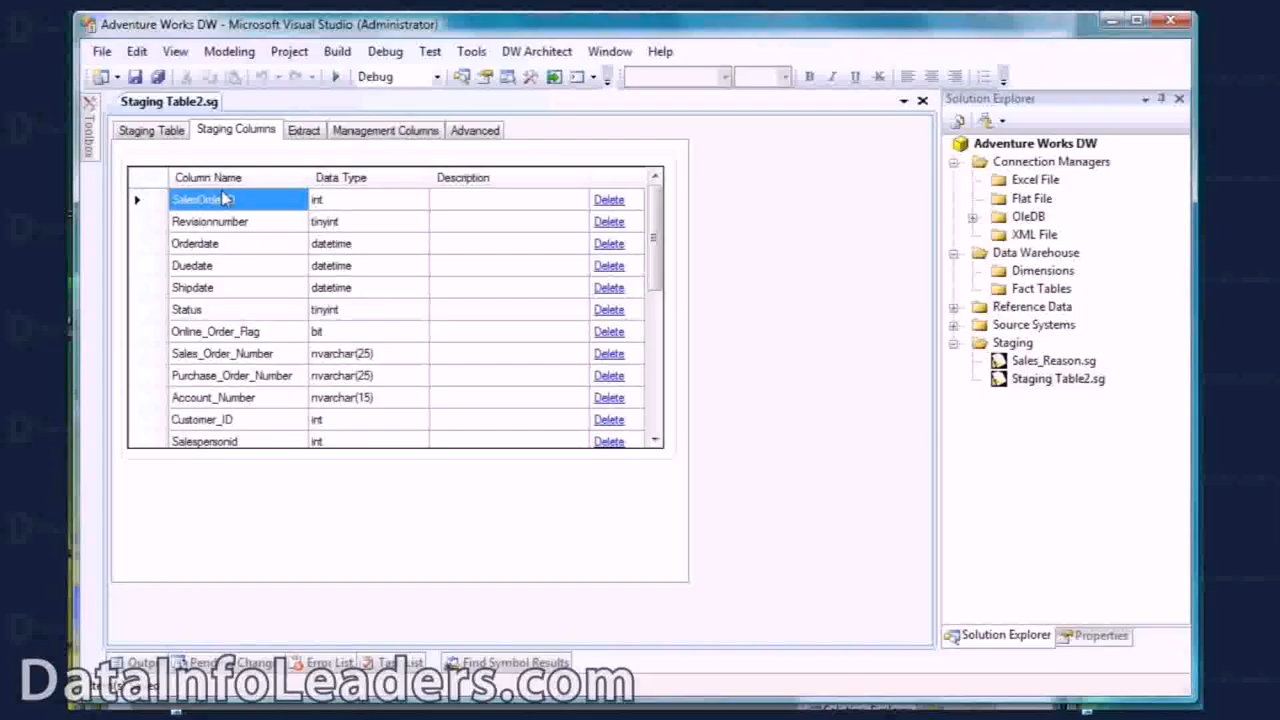 Adventure Works DW - Microsoft Visual Studio (Administrator)
File Edit View Modeling Project Build Debug Test Tools DW Architect Window Help
Debug
Toolbox
Staging Table2.sg
Staging Table Staging Columns Extract Management Columns Advanced
Column Name Data Type Description
int Delete
Revisionnumber tinyint Delete
Orderdate datetime Delete
Duedate datetime Delete
Shipdate datetime Delete
Status tinyint Delete
Online_Order_Flag bit Delete
Sales_Order_Number nvarchar(25) Delete
Purchase_Order_Number nvarchar(25) Delete
Account_Number nvarchar(15) Delete
Customer_ID int Delete
Salespersonid int Delete
Solution Explorer
Adventure Works DW
Connection Managers
Excel File
Flat File
OleDB
XML File
Data Warehouse
Dimensions
Fact Tables
Reference Data
Source Systems
Staging
Sales_Reason.sg
Staging Table2.sg
Solution Explorer Properties
Error List Find Symbol Results
DataInfoLeaders.com